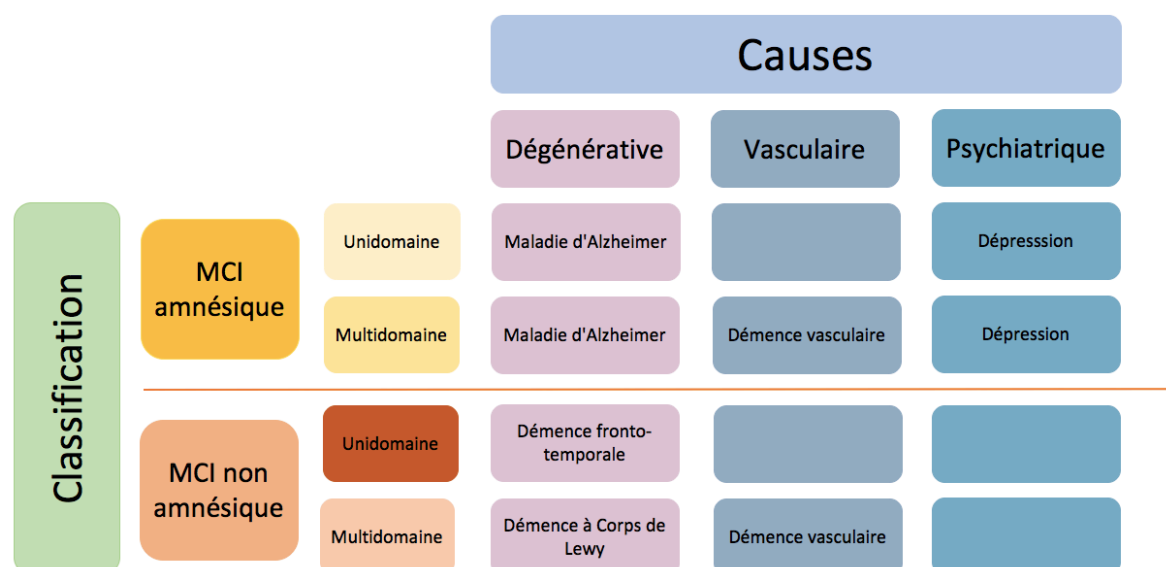 Causes
Dégénérative
Vasculaire
Psychiatrique
Classification
MCI
amnésique
Unidomaine
Maladie d'Alzheimer
Dépresssion
Multidomaine
Maladie d'Alzheimer
Démence vasculaire
Dépression
MCI non
amnésique
Unidomaine
Démence fronto-
temporale
Multidomaine
Démence à Corps de
Lewy
Démence vasculaire